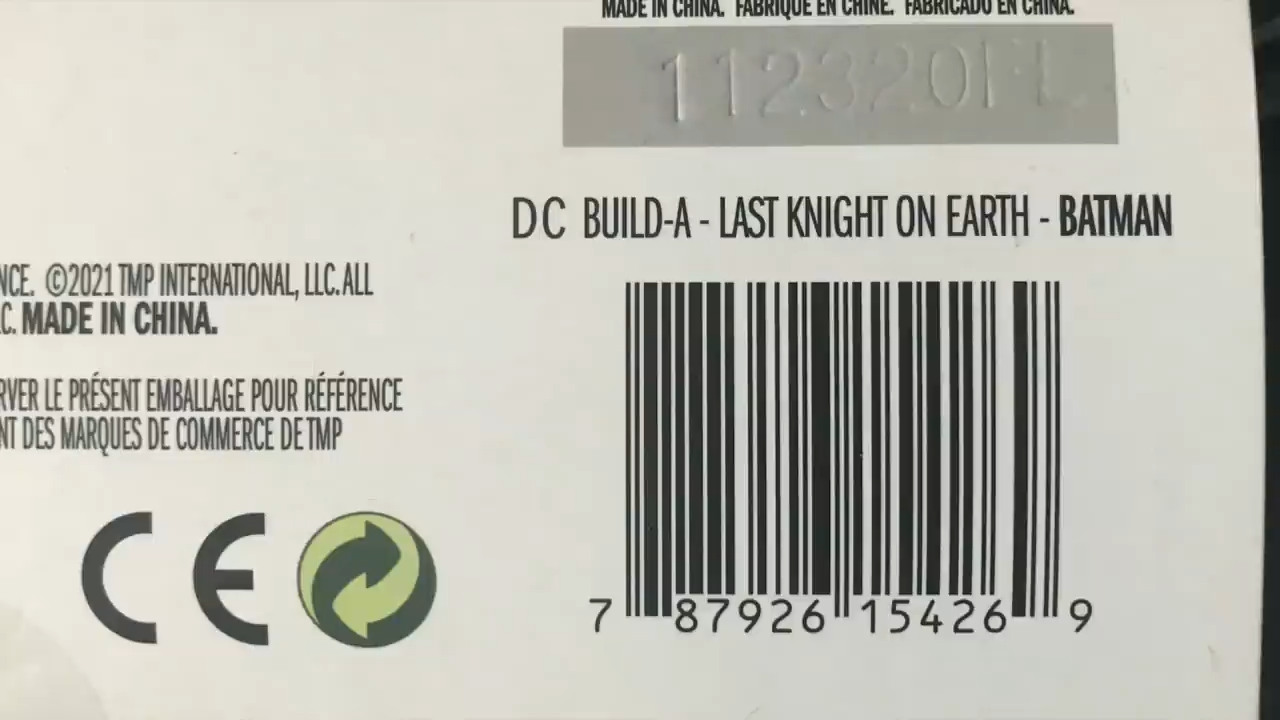 MADE IN CHINA. FABRIQUÉ EN CHINE. FABRICADO EN CHINA.
112320FL
DC BUILD-A - LAST KNIGHT ON EARTH - BATMAN
NCE. ©2021 TMP INTERNATIONAL, LLC. ALL
C. MADE IN CHINA.
RVER LE PRÉSENT EMBALLAGE POUR RÉFÉRENCE
NT DES MARQUES DE COMMERCE DE TMP
CE
7 87926 15426 9